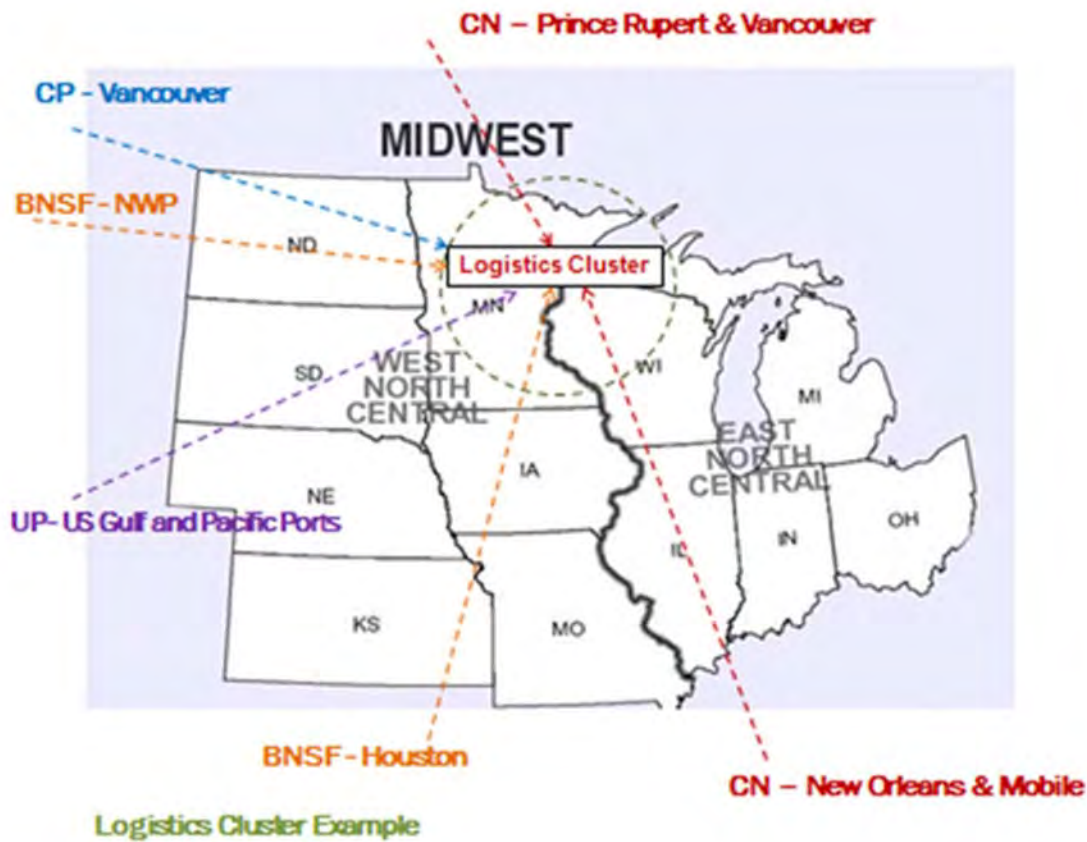 CN – Prince Rupert & Vancouver
CP - Vancouver
MIDWEST
BNSF - NWP
ND
Logistics Cluster
MN
WEST
NORTH
CENTRAL
SD
WI
MI
MI
EAST
NORTH
CENTRAL
IA
NE
UP- US Gulf and Pacific Ports
OH
IN
IL
KS
MO
BNSF - Houston
CN – New Orleans & Mobile
Logistics Cluster Example